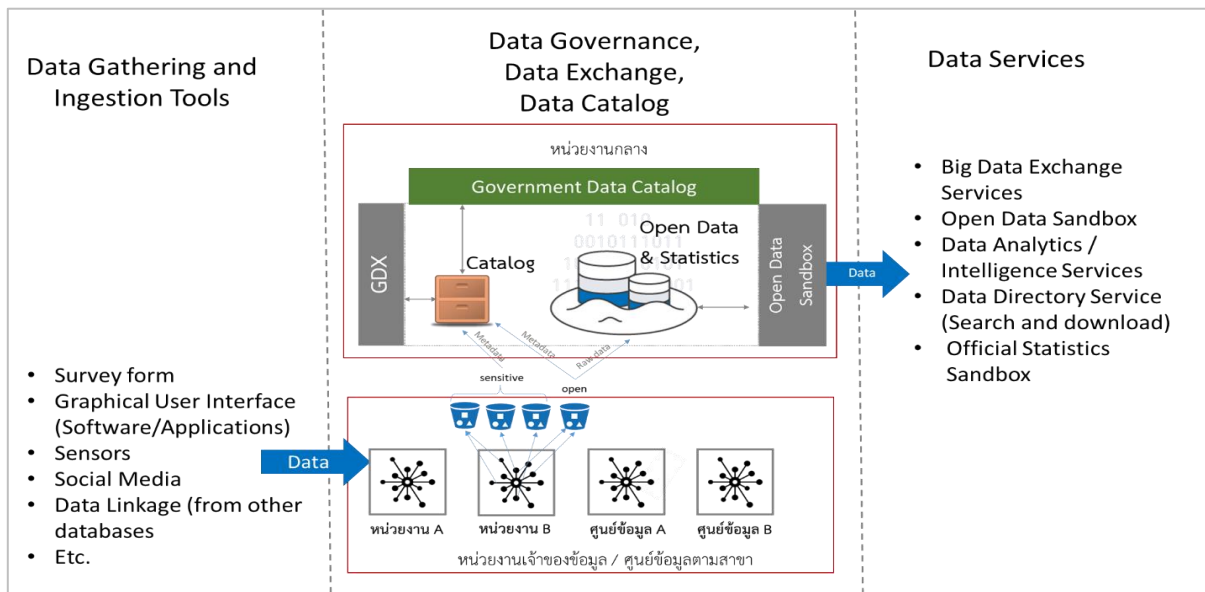 Data Gathering and
Ingestion Tools
• Survey form
• Graphical User Interface
(Software/Applications)
• Sensors
• Social Media
• Data Linkage (from other
databases
• Etc.
Data
Data Governance,
Data Exchange,
Data Catalog
หน่วยงานกลาง
Government Data Catalog
GDX
Catalog
11 010
0010111011
Open Data
& Statistics
Open Data
Sandbox
Metadata
Metadata
Raw data
sensitive
open
หน่วยงาน A
หน่วยงาน B
ศูนย์ข้อมูล A
ศูนย์ข้อมูล B
หน่วยงานเจ้าของข้อมูล / ศูนย์ข้อมูลตามสาขา
Data
Data Services
• Big Data Exchange
Services
• Open Data Sandbox
• Data Analytics /
Intelligence Services
• Data Directory Service
(Search and download)
• Official Statistics
Sandbox